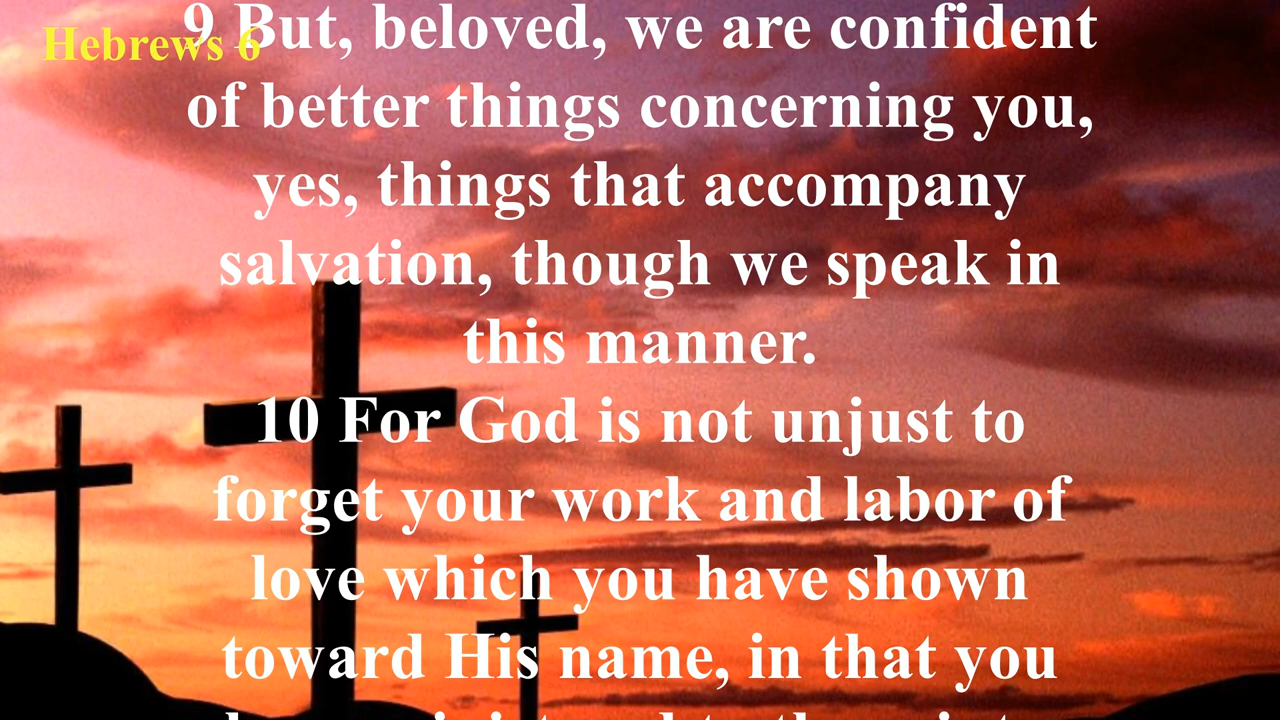 Hebrews 6
9 But, beloved, we are confident
of better things concerning you,
yes, things that accompany
salvation, though we speak in
this manner.
10 For God is not unjust to
forget your work and labor of
love which you have shown
toward His name, in that you